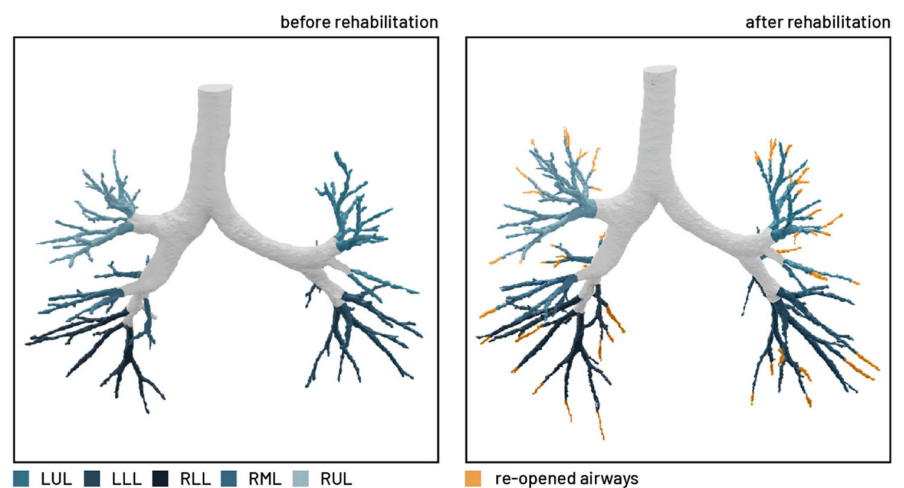 before rehabilitation
after rehabilitation
LUL LLL RLL RML RUL
re-opened airways